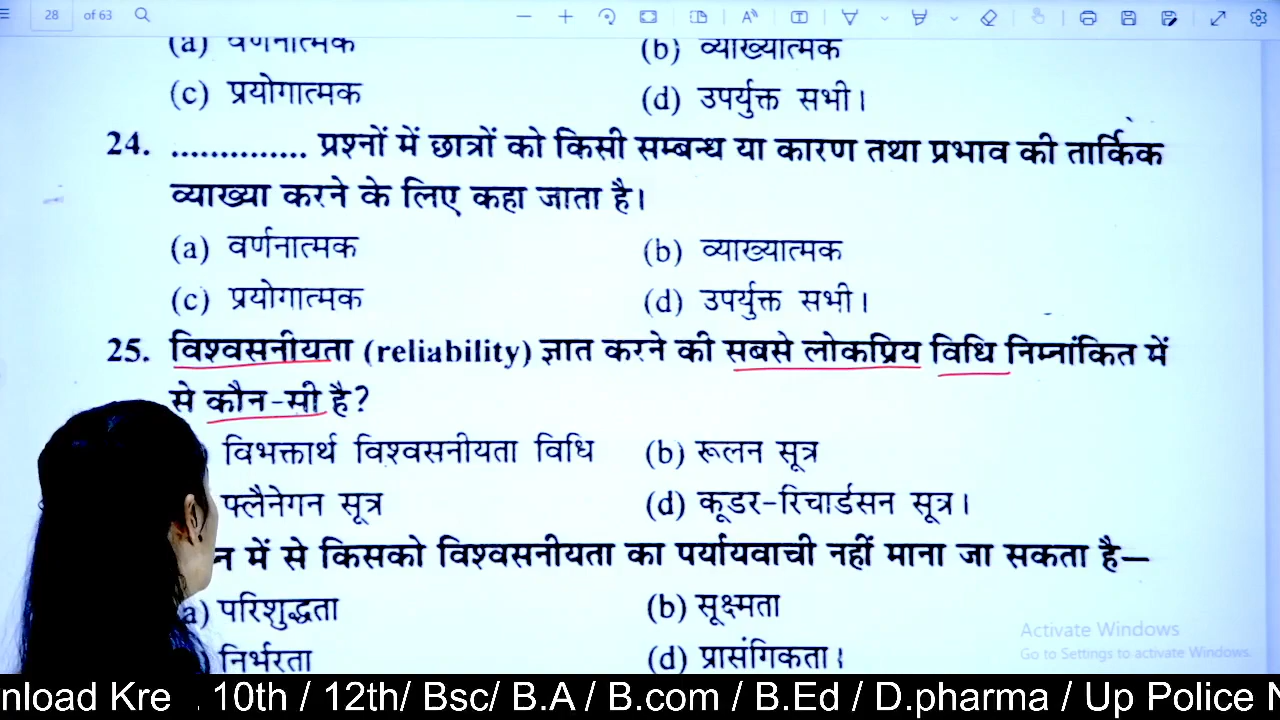 28 of 63
(a) वर्णनात्मक (b) व्याख्यात्मक
(c) प्रयोगात्मक (d) उपर्युक्त सभी।
24. .............. प्रश्नों में छात्रों को किसी सम्बन्ध या कारण तथा प्रभाव की तार्किक
व्याख्या करने के लिए कहा जाता है।
(a) वर्णनात्मक (b) व्याख्यात्मक
(c) प्रयोगात्मक (d) उपर्युक्त सभी।
25. विश्वसनीयता (reliability) ज्ञात करने की सबसे लोकप्रिय विधि निम्नांकित में
से कौन-सी है?
) विभक्तार्थ विश्वसनीयता विधि (b) रूलन सूत्र
फ्लैनेगन सूत्र (d) कूडर-रिचार्डसन सूत्र।
न में से किसको विश्वसनीयता का पर्यायवाची नहीं माना जा सकता है—
a) परिशुद्धता (b) सूक्ष्मता
निर्भरता (d) प्रासंगिकता।
Activate Windows
Go to Settings to activate Windows.
nload Kre . 10th / 12th/ Bsc/ B.A / B.com / B.Ed / D.pharma / Up Police N